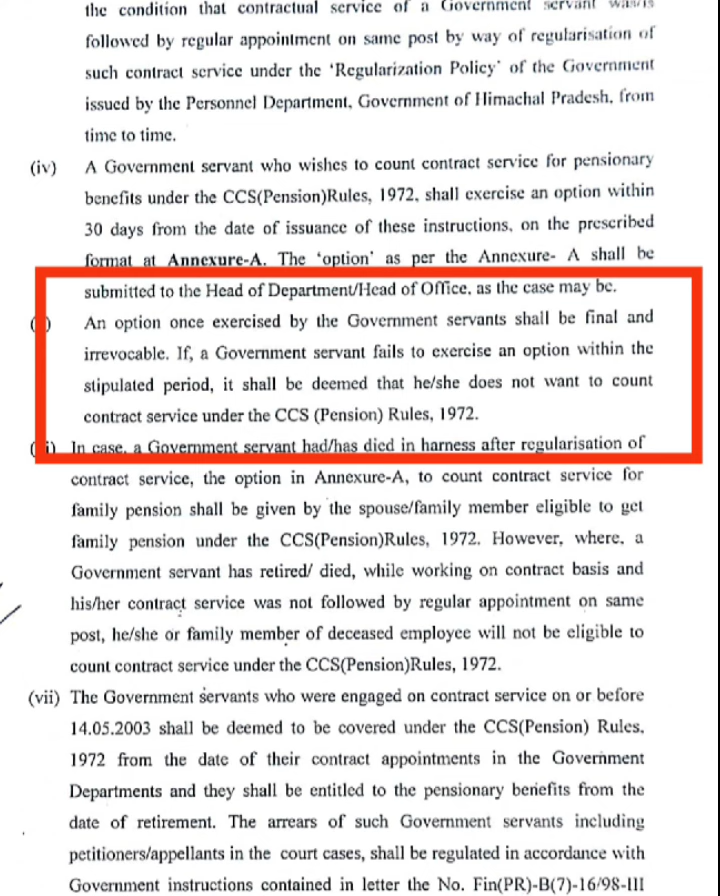 the condition that contractual service of a Government servant was/is
followed by regular appointment on same post by way of regularisation of
such contract service under the 'Regularization Policy' of the Government
issued by the Personnel Department, Government of Himachal Pradesh, from
time to time.
(iv) A Government servant who wishes to count contract service for pensionary
benefits under the CCS(Pension)Rules, 1972, shall exercise an option within
30 days from the date of issuance of these instructions, on the prescribed
format at Annexure-A. The 'option' as per the Annexure- A shall be
submitted to the Head of Department/Head of Office, as the case may be.
An option once exercised by the Government servants shall be final and
irrevocable. If, a Government servant fails to exercise an option within the
stipulated period, it shall be deemed that he/she does not want to count
contract service under the CCS (Pension) Rules, 1972.
In case, a Government servant had/has died in harness after regularisation of
contract service, the option in Annexure-A, to count contract service for
family pension shall be given by the spouse/family member eligible to get
family pension under the CCS(Pension)Rules, 1972. However, where, a
Government servant has retired/ died, while working on contract basis and
his/her contract service was not followed by regular appointment on same
post, he/she or family member of deceased employee will not be eligible to
count contract service under the CCS(Pension)Rules, 1972.
(vii) The Government servants who were engaged on contract service on or before
14.05.2003 shall be deemed to be covered under the CCS(Pension) Rules,
1972 from the date of their contract appointments in the Government
Departments and they shall be entitled to the pensionary benefits from the
date of retirement. The arrears of such Government servants including
petitioners/appellants in the court cases, shall be regulated in accordance with
Government instructions contained in letter the No. Fin(PR)-B(7)-16/98-III